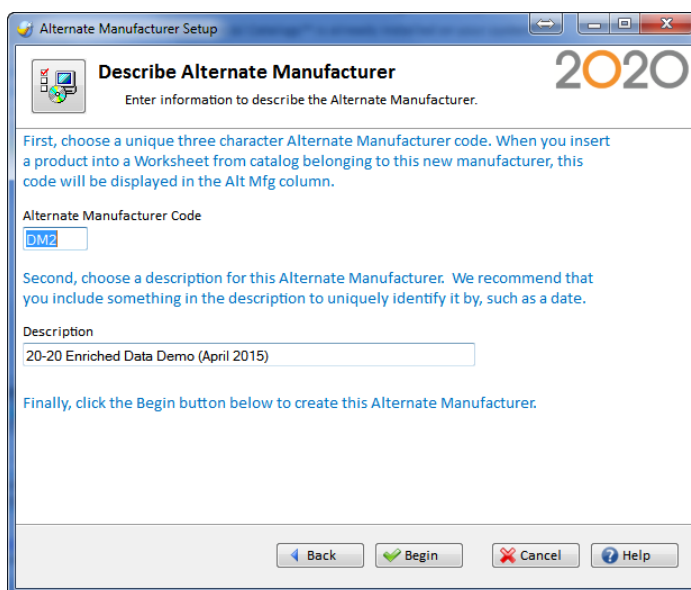 Alternate Manufacturer Setup
Describe Alternate Manufacturer
2020
Enter information to describe the Alternate Manufacturer.
First, choose a unique three character Alternate Manufacturer code. When you insert
a product into a Worksheet from catalog belonging to this new manufacturer, this
code will be displayed in the Alt Mfg column.
Alternate Manufacturer Code
DM2
Second, choose a description for this Alternate Manufacturer. We recommend that
you include something in the description to uniquely identify it by, such as a date.
Description
20-20 Enriched Data Demo (April 2015)
Finally, click the Begin button below to create this Alternate Manufacturer.
Back Begin Cancel Help